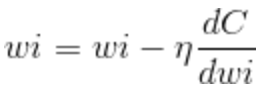 wi = wi − η dC/dwi